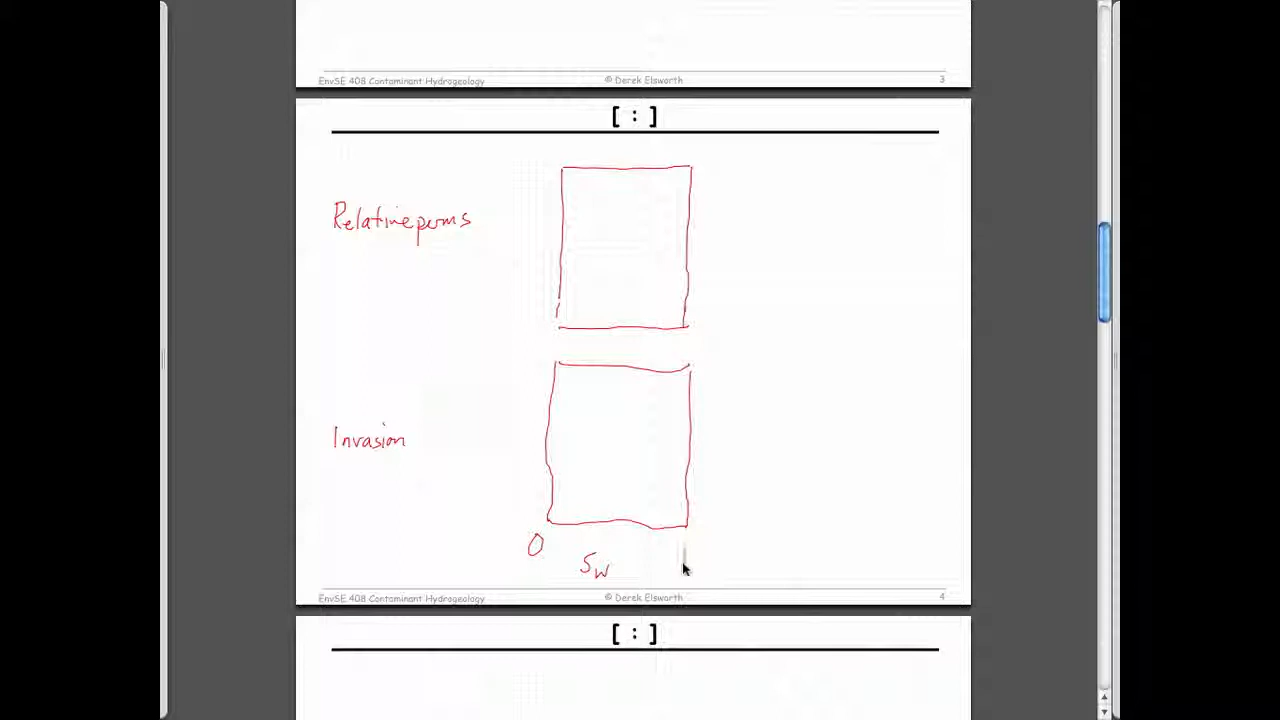 EnvSE 408 Contaminant Hydrogeology © Derek Elsworth 3
[ : ]
Relative perms
Invasion
0
Sw
EnvSE 408 Contaminant Hydrogeology © Derek Elsworth 4
[ : ]